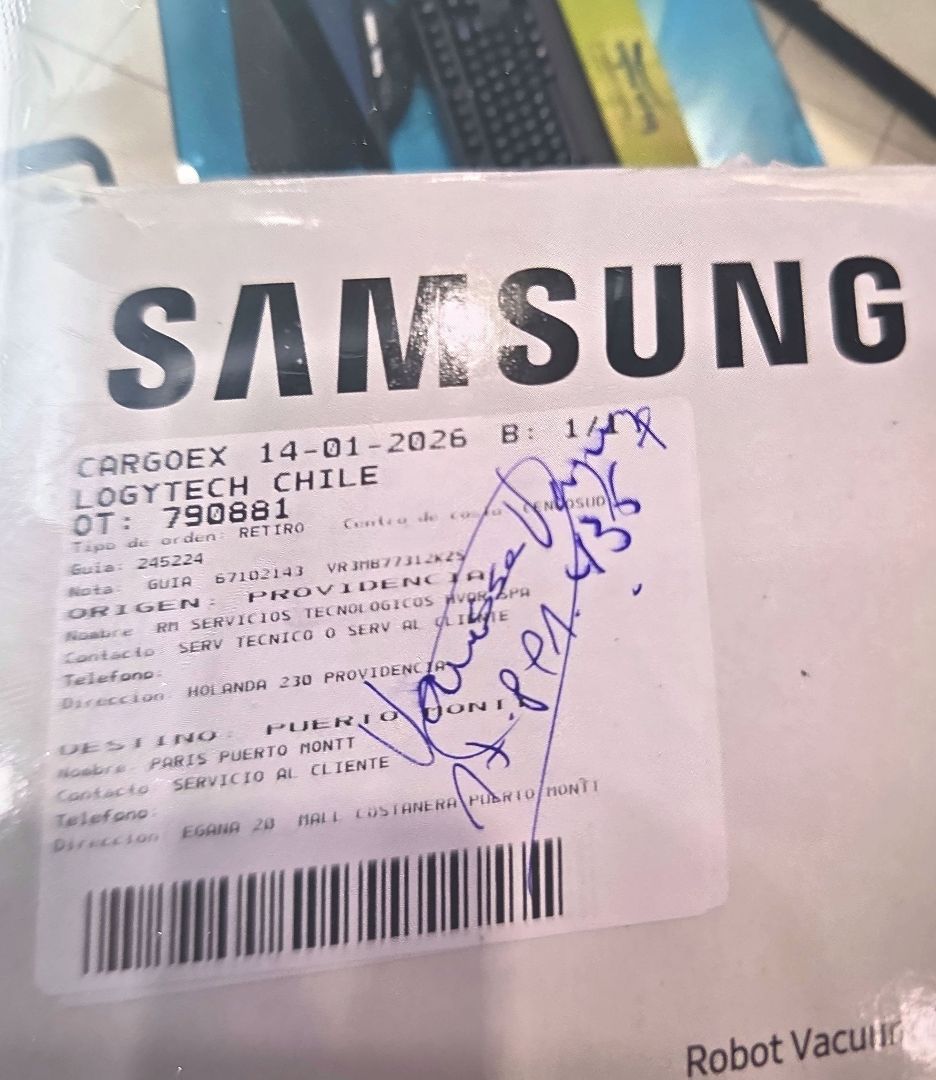 SAMSUNG
CARGOEX 14-01-2026 B: 1/1
LOGYTECH CHILE
OT: 790881
Tipo de orden: RETIRO Centro de costo CENCOSUD
Guia: 245224
Nota: GUIA 67102143 VR3MB77312K2S
ORIGEN: PROVIDENCIA
Nombre RM SERVICIOS TECNOLOGICOS SPA
Contacto SERV TECNICO O SERV AL CLIENTE
Telefono:
Direccion HOLANDA 230 PROVIDENCIA
DESTINO: PUERTO MONTT
Nombre PARIS PUERTO MONTT
Contacto SERVICIO AL CLIENTE
Telefono:
Direccion EGANA 20 MALL COSTANERA PUERTO MONTT
Vanessa
Robot